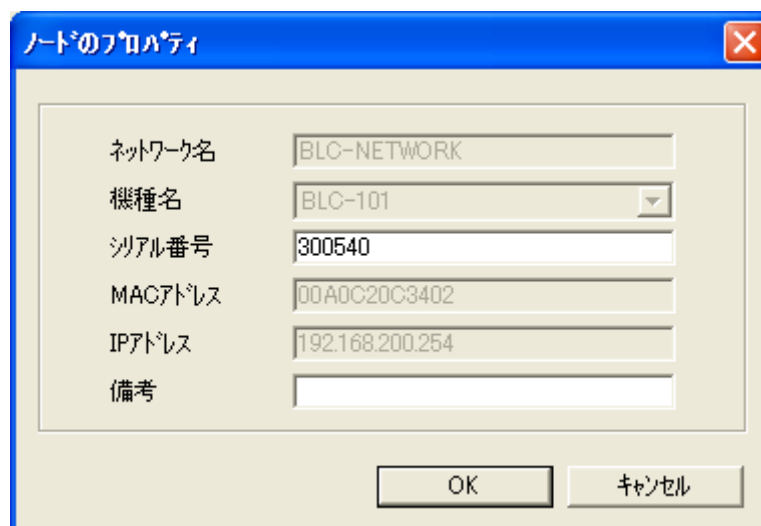 ノードのプロパティ
ネットワーク名 BLC-NETWORK
機種名 BLC-101
シリアル番号 300540
MACアドレス 00A0C20C3402
IPアドレス 192.168.200.254
備考
OK キャンセル